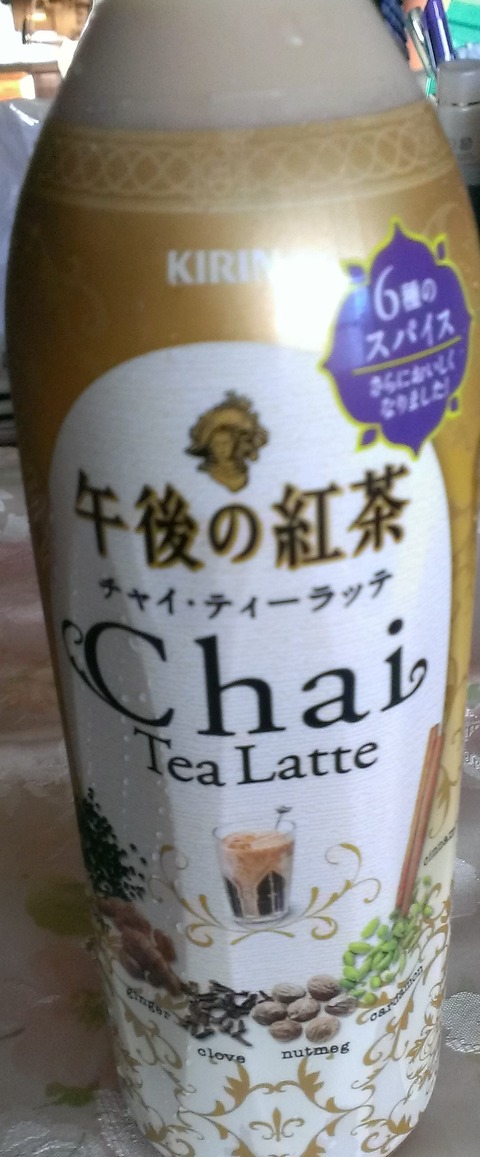 KIRIN
6種の
スパイス
さらにおいしく
なりました!
午後の紅茶
チャイ・ティーラッテ
Chai
Tea Latte
ginger
clove
nutmeg
cardamon